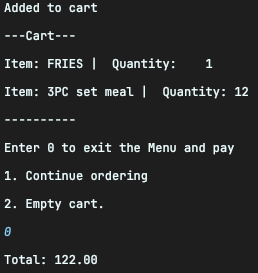 Added to cart
---Cart---
Item: FRIES |  Quantity:    1
Item: 3PC set meal |  Quantity: 12
----------
Enter 0 to exit the Menu and pay
1. Continue ordering
2. Empty cart.
0
Total: 122.00